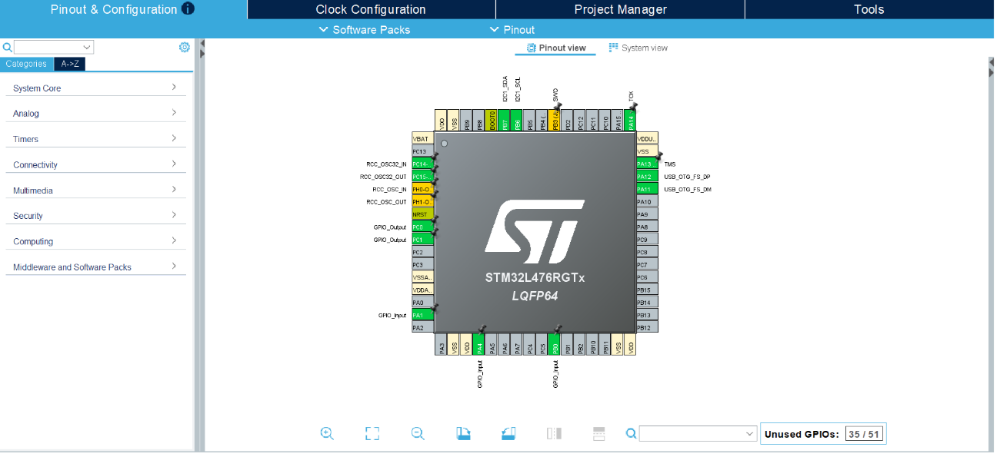 Pinout & Configuration
Clock Configuration
Project Manager
Tools
Software Packs
Pinout
Pinout view
System view
Categories
A->Z
System Core
Analog
Timers
Connectivity
Multimedia
Security
Computing
Middleware and Software Packs
I2C1_SDA
I2C1_SCL
SWO
TCK
VDD
VSS
PB9
PB8
BOOT0
PB7
PB6
PB5
PB4 (
PB3 (J
PD2
PC12
PC11
PC10
PA15 ..
PA14 ..
VBAT
PC13
RCC_OSC32_IN
PC14-..
RCC_OSC32_OUT
PC15-..
RCC_OSC_IN
PH0-O..
RCC_OSC_OUT
PH1-O..
NRST
GPIO_Output
PC0
GPIO_Output
PC1
PC2
PC3
VSSA..
VDDA..
PA0
GPIO_Input
PA1
PA2
VDDU..
VSS
PA13 ..
TMS
PA12
USB_OTG_FS_DP
PA11
USB_OTG_FS_DM
PA10
PA9
PA8
PC9
PC8
PC7
PC6
PB15
PB14
PB13
PB12
STM32L476RGTx
LQFP64
PA3
VSS
VDD
PA4
PA5
PA6
PA7
PC4
PC5
PB0
PB1
PB2
PB10
PB11
VSS
VDD
GPIO_Input
GPIO_Input
Unused GPIOs: 35 / 51